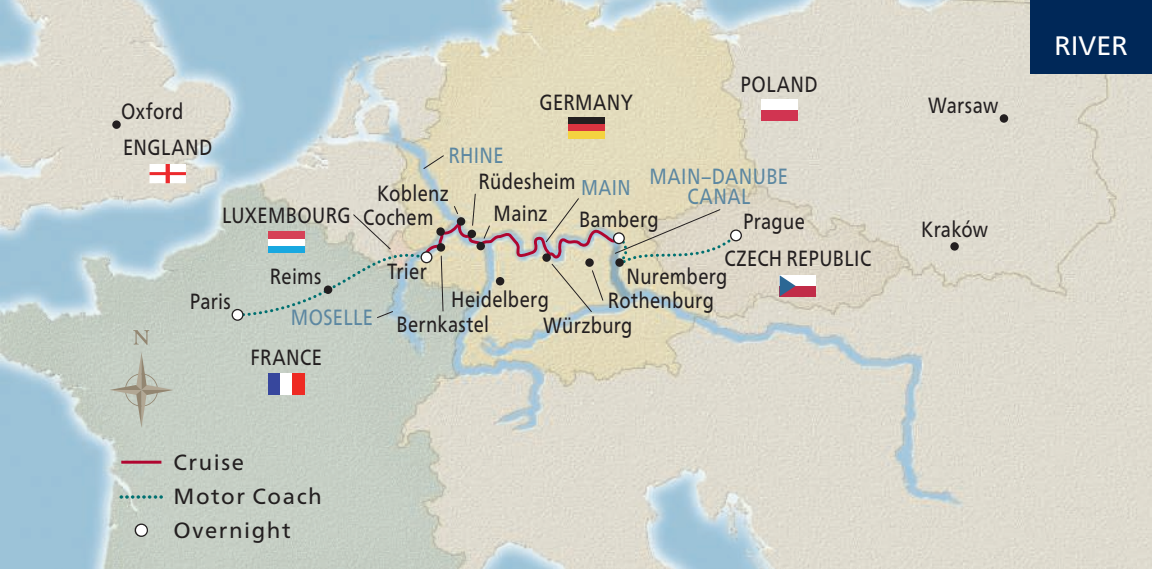 RIVER
POLAND
GERMANY
Warsaw
Oxford
ENGLAND
RHINE
MAIN–DANUBE
CANAL
Rüdesheim
MAIN
Koblenz
LUXEMBOURG
Cochem
Mainz
Bamberg
Prague
Kraków
CZECH REPUBLIC
Trier
Reims
Nuremberg
Paris
Heidelberg
Rothenburg
MOSELLE
Bernkastel
Würzburg
N
FRANCE
Cruise
Motor Coach
Overnight